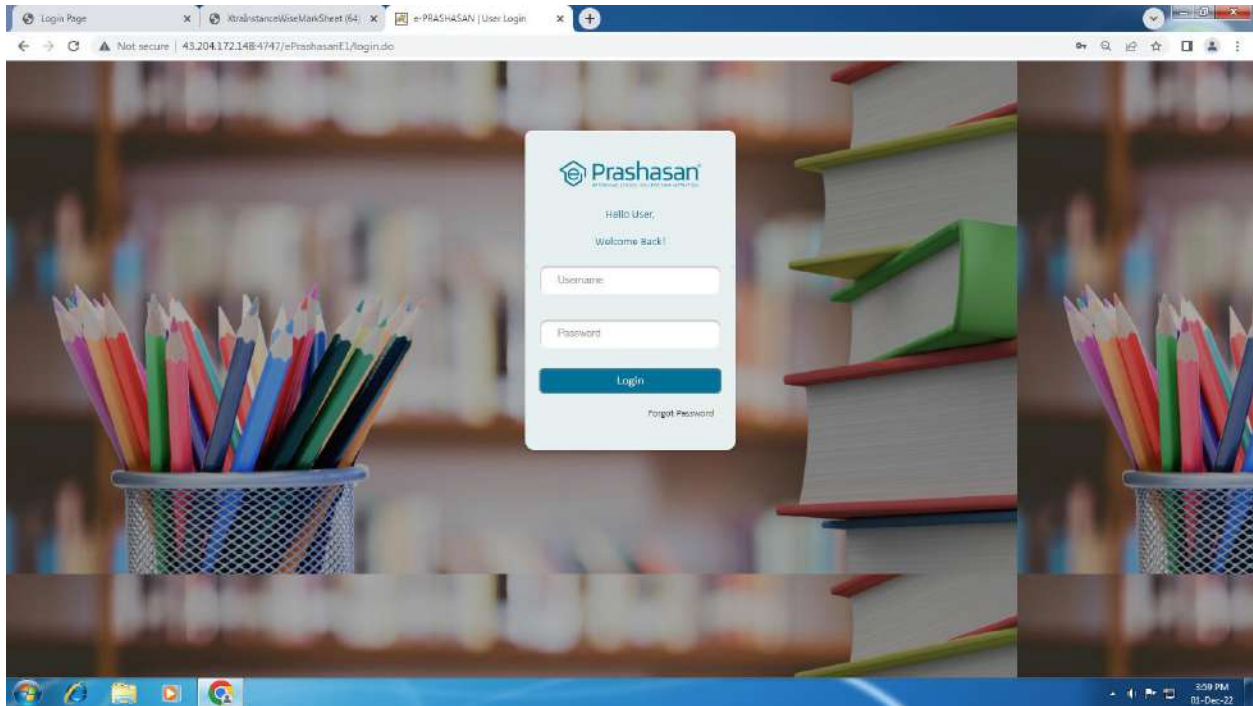 Login Page
XtraInstanceWiseMarkSheet (64)
e-PRASHASAN | User Login
Not secure
43.204.172.148:4747/ePrashasanE1/login.do
e Prashasan
Hello User,
Welcome Back!
Username
Password
Login
Forgot Password
3:59 PM
01-Dec-22